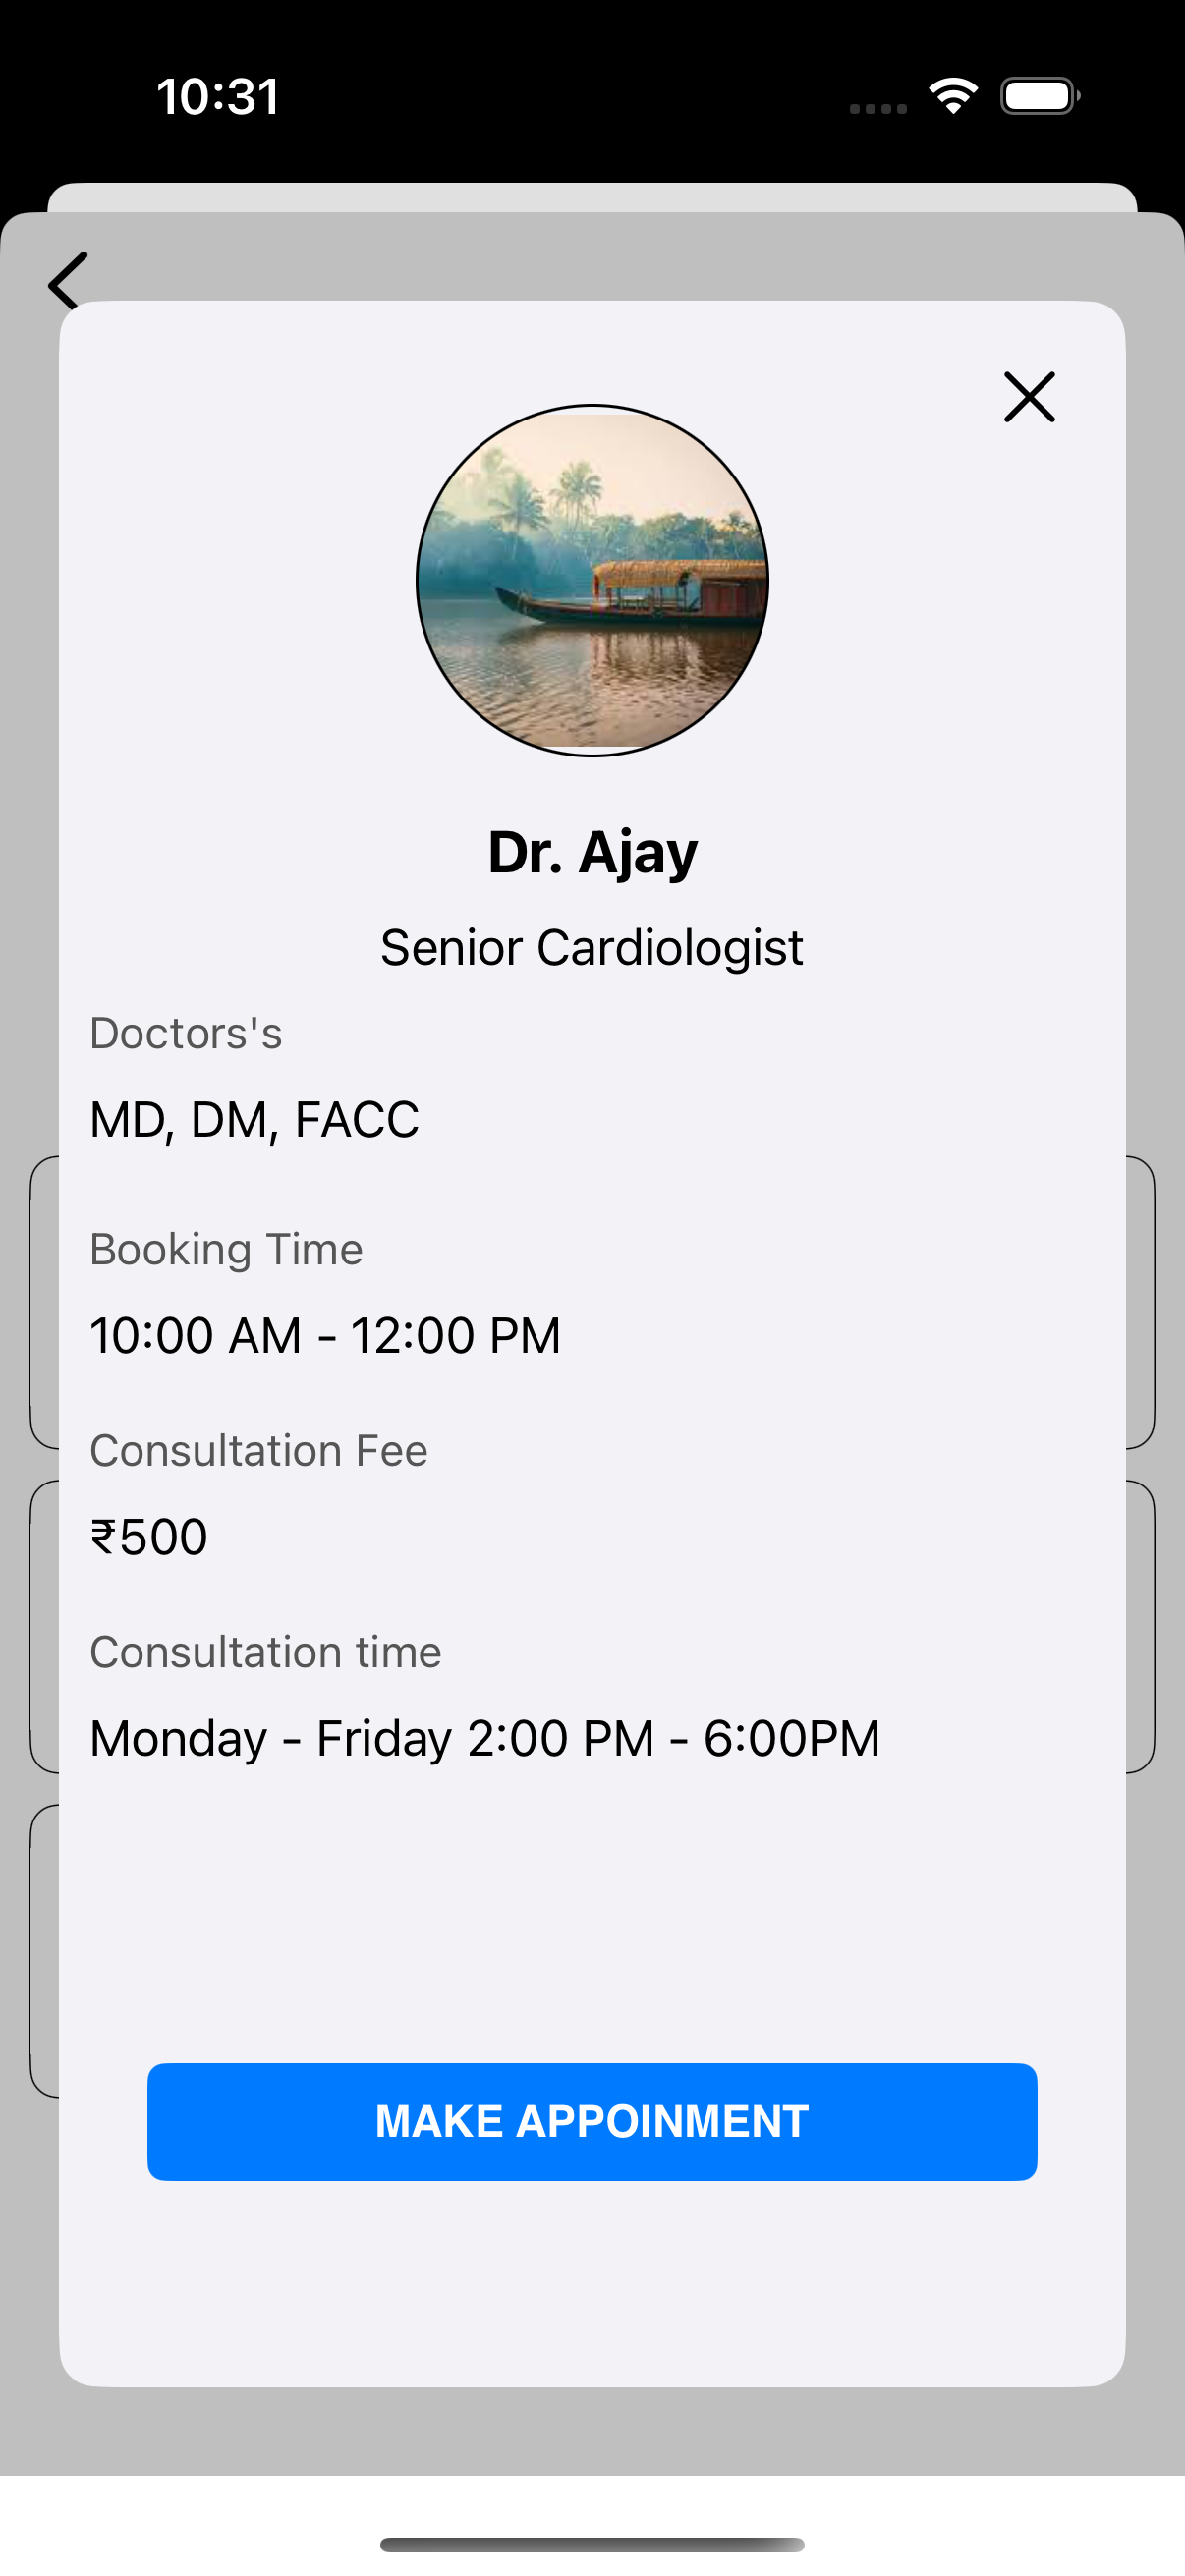 10:31
Dr. Ajay
Senior Cardiologist
Doctors's
MD, DM, FACC
Booking Time
10:00 AM - 12:00 PM
Consultation Fee
₹500
Consultation time
Monday - Friday 2:00 PM - 6:00PM
MAKE APPOINMENT